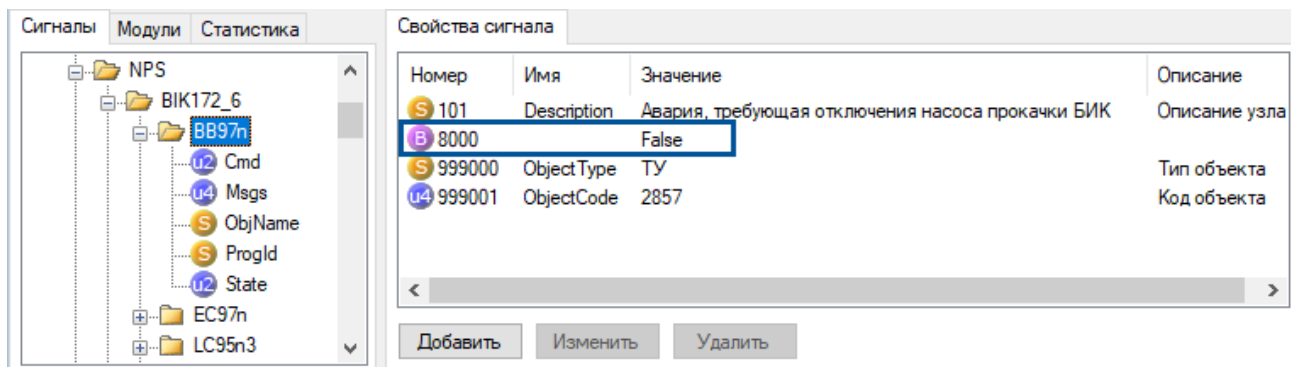 Сигналы Модули Статистика
NPS
BIK172_6
BB97n
u2 Cmd
u4 Msgs
S ObjName
S ProgId
u2 State
EC97n
LC95n3
Свойства сигнала
Номер Имя Значение Описание
S 101 Description Авария, требующая отключения насоса прокачки БИК Описание узла
B 8000 False
S 999000 ObjectType ТУ Тип объекта
u4 999001 ObjectCode 2857 Код объекта
Добавить Изменить Удалить